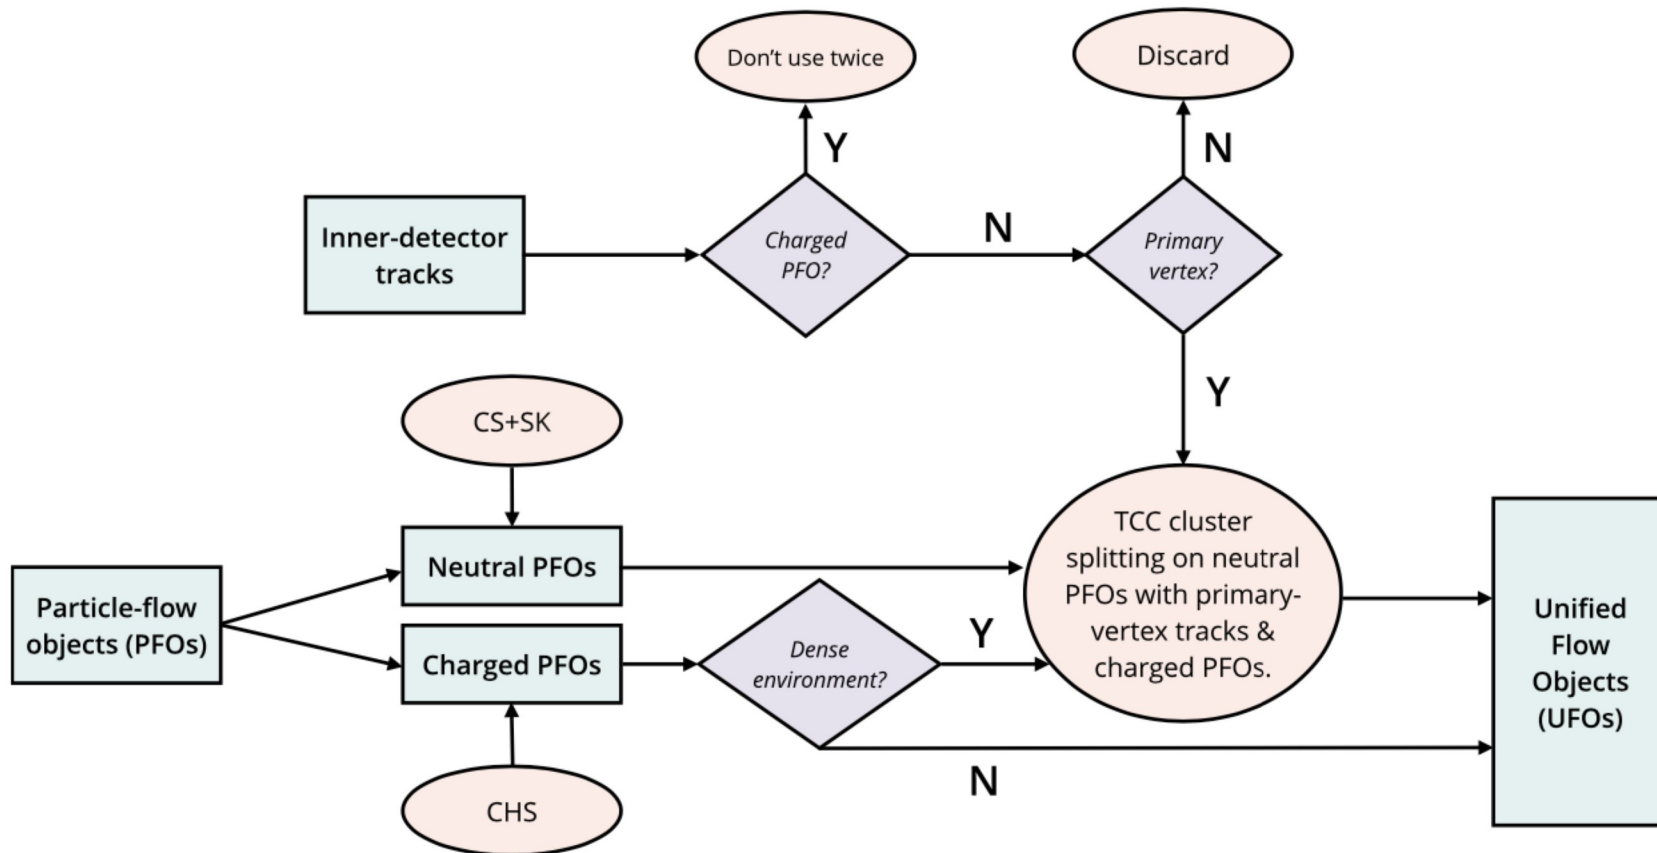 Don’t use twice
Discard
Y
N
Inner-detector
tracks
Charged
PFO?
N
Primary
vertex?
Y
CS+SK
Neutral PFOs
Particle-flow
objects (PFOs)
Charged PFOs
CHS
Dense
environment?
Y
N
TCC cluster
splitting on neutral
PFOs with primary-
vertex tracks &
charged PFOs.
Unified
Flow
Objects
(UFOs)